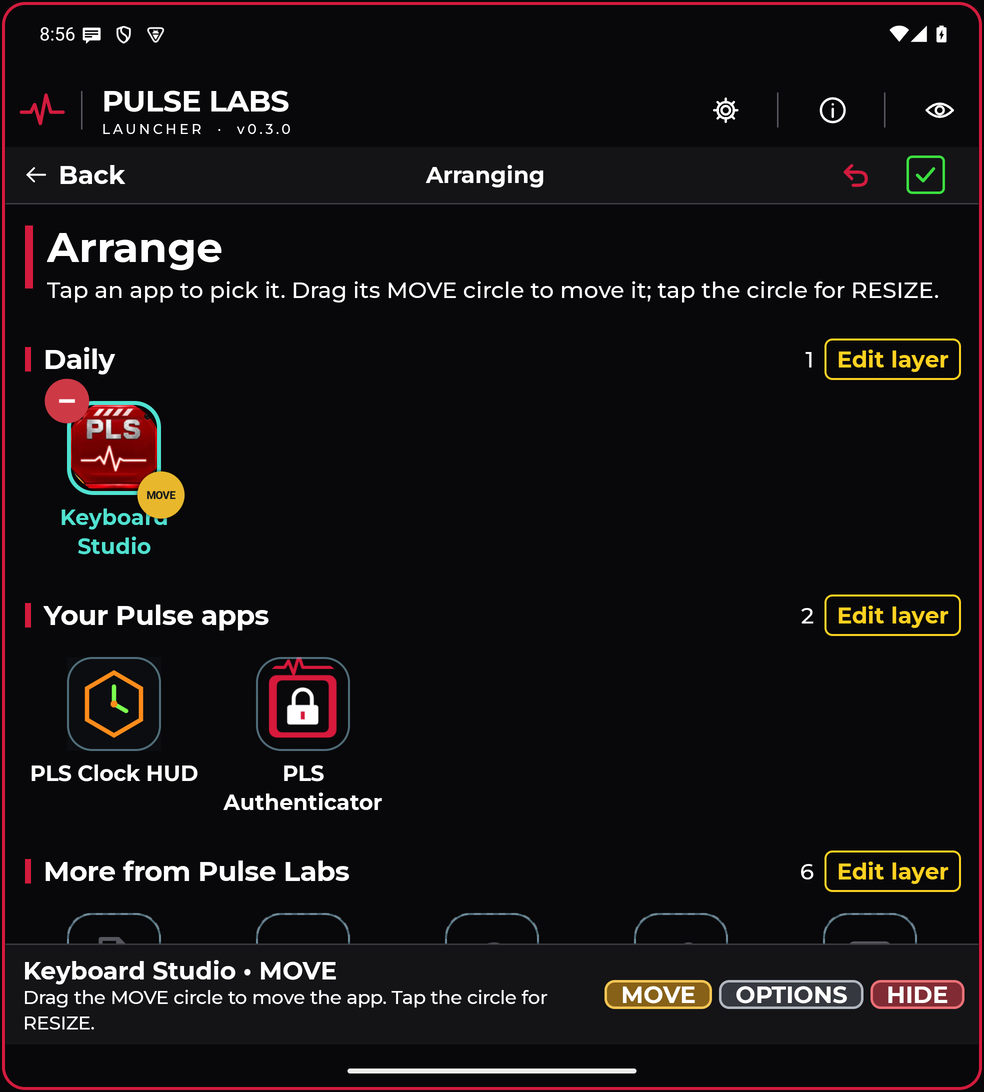 8:56
PULSE LABS
LAUNCHER · v0.3.0
Back
Arranging
Arrange
Tap an app to pick it. Drag its MOVE circle to move it; tap the circle for RESIZE.
Daily
1
Edit layer
PLS
MOVE
Keyboard
Studio
Your Pulse apps
2
Edit layer
PLS Clock HUD
PLS
Authenticator
More from Pulse Labs
6
Edit layer
Keyboard Studio • MOVE
Drag the MOVE circle to move the app. Tap the circle for
RESIZE.
MOVE
OPTIONS
HIDE